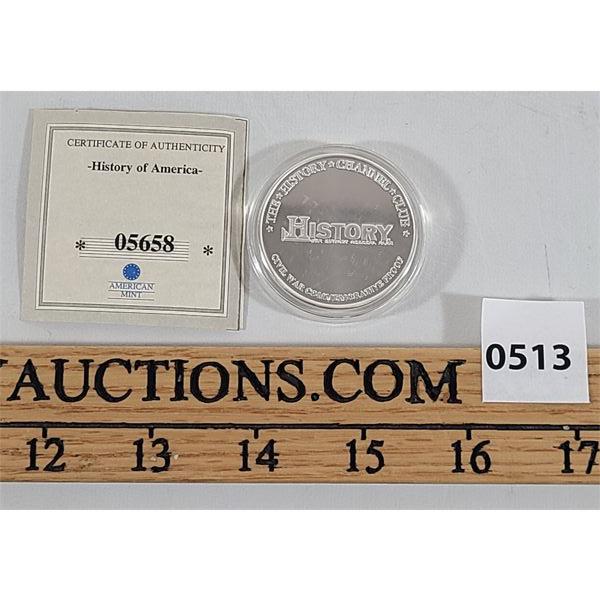 CERTIFICATE OF AUTHENTICITY
-History of America-
* 05658 *
AMERICAN
MINT
★ THE ★ HISTORY ★ CHANNEL ★ CLUB ★
HISTORY
CIVIL WAR COMMEMORATIVE PROOF
0513
AUCTIONS.COM
12 13 14 15 16 17